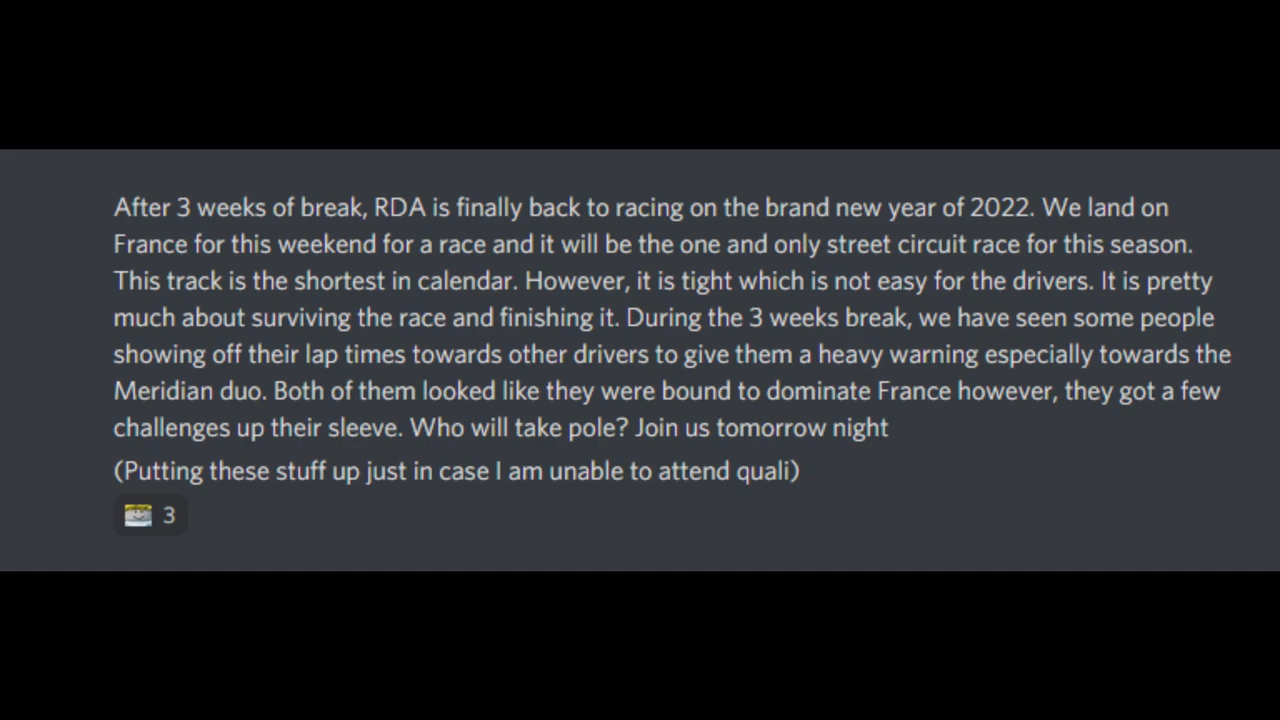 After 3 weeks of break, RDA is finally back to racing on the brand new year of 2022. We land on
France for this weekend for a race and it will be the one and only street circuit race for this season.
This track is the shortest in calendar. However, it is tight which is not easy for the drivers. It is pretty
much about surviving the race and finishing it. During the 3 weeks break, we have seen some people
showing off their lap times towards other drivers to give them a heavy warning especially towards the
Meridian duo. Both of them looked like they were bound to dominate France however, they got a few
challenges up their sleeve. Who will take pole? Join us tomorrow night
(Putting these stuff up just in case I am unable to attend quali)
3